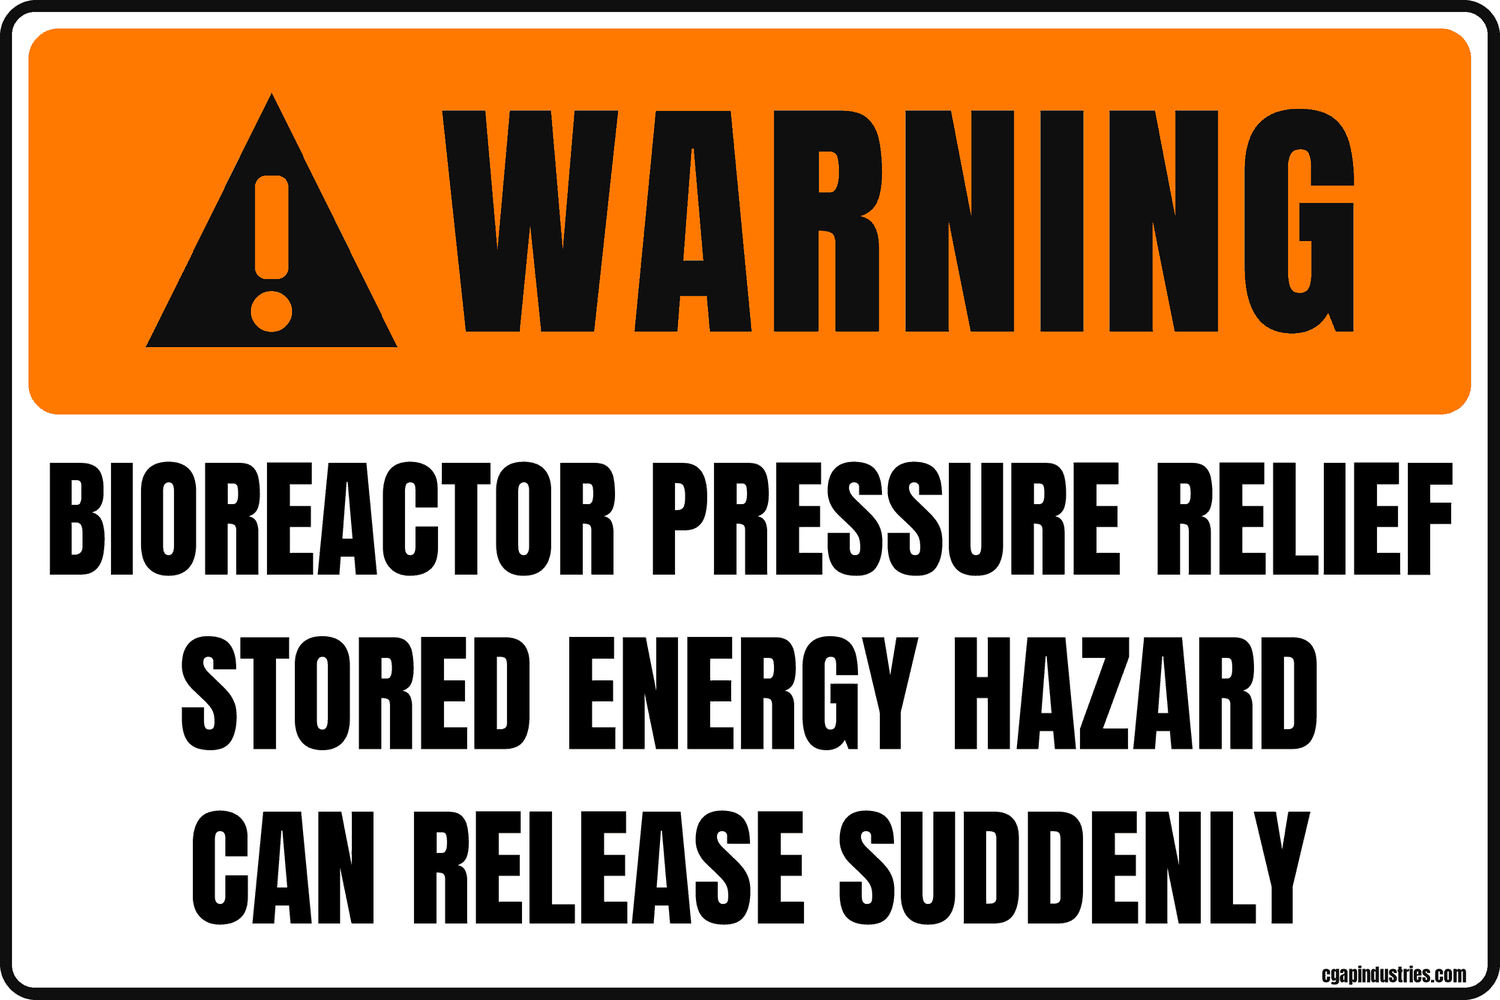 WARNING
BIOREACTOR PRESSURE RELIEF
STORED ENERGY HAZARD
CAN RELEASE SUDDENLY
cgapindustries.com